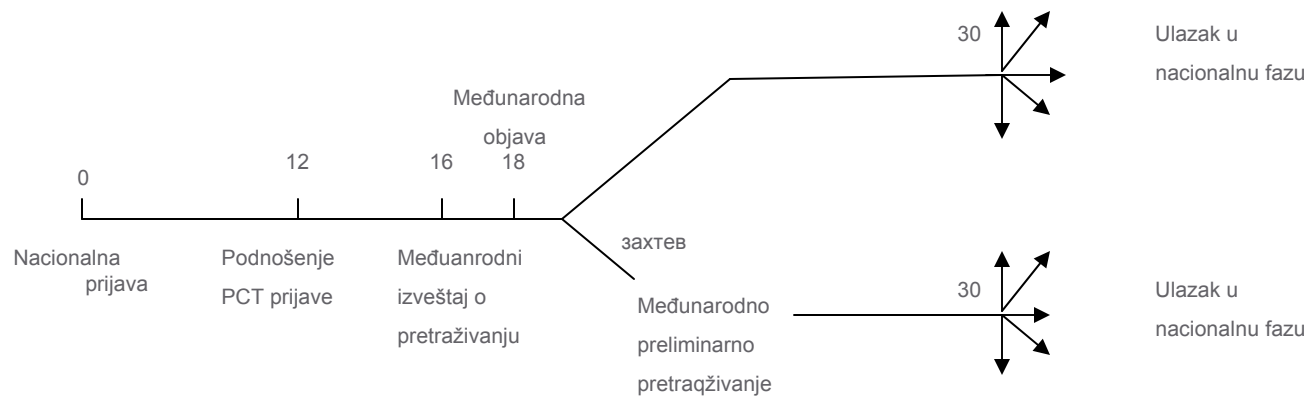 30
Ulazak u
nacionalnu fazu
Međunarodna
objava
0
12
16
18
Nacionalna
prijava
Podnošenje
PCT prijave
Međuanrodni
izveštaj o
pretraživanju
захтев
Međunarodno
preliminarno
pretraqživanje
30
Ulazak u
nacionalnu fazu